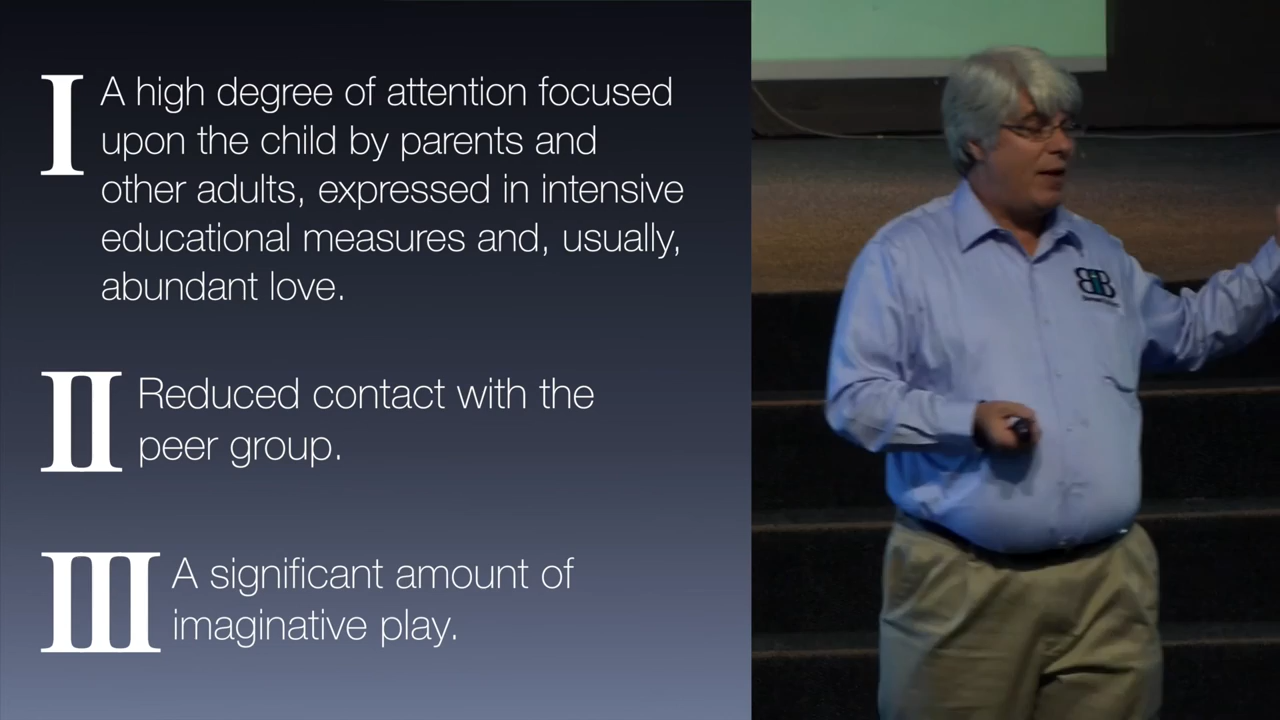 I
A high degree of attention focused
upon the child by parents and
other adults, expressed in intensive
educational measures and, usually,
abundant love.
II
Reduced contact with the
peer group.
III
A significant amount of
imaginative play.